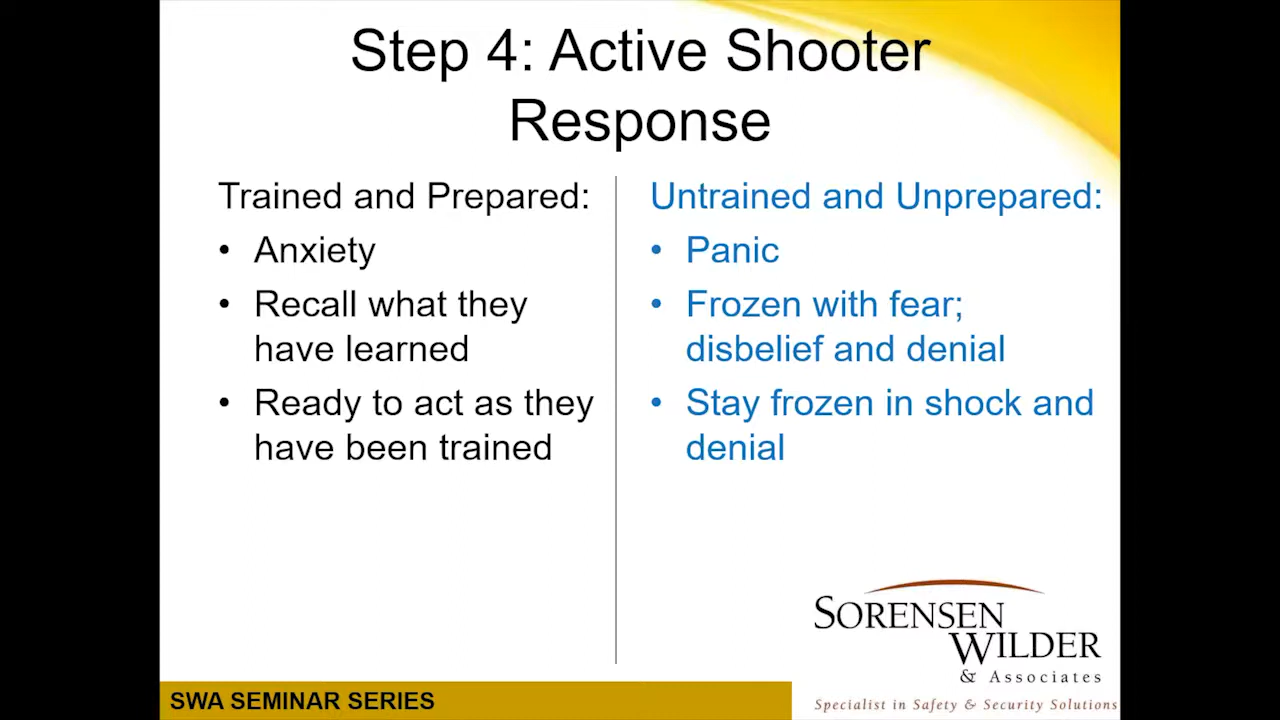 Step 4: Active Shooter
Response
Trained and Prepared:
• Anxiety
• Recall what they
have learned
• Ready to act as they
have been trained
Untrained and Unprepared:
• Panic
• Frozen with fear;
disbelief and denial
• Stay frozen in shock and
denial
SORENSEN
WILDER
& Associates
Specialist in Safety & Security Solutions
SWA SEMINAR SERIES